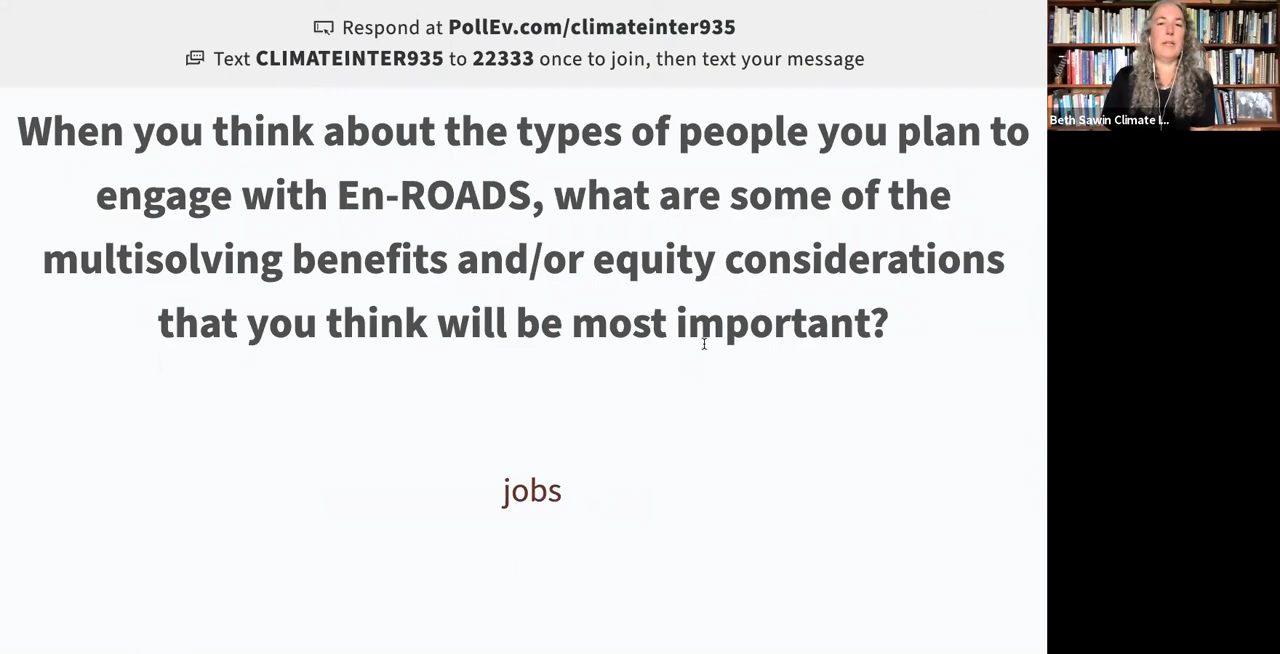 Respond at PollEv.com/climateinter935
Text CLIMATEINTER935 to 22333 once to join, then text your message
When you think about the types of people you plan to
engage with En-ROADS, what are some of the
multisolving benefits and/or equity considerations
that you think will be most important?
jobs
Beth Sawin Climate I...